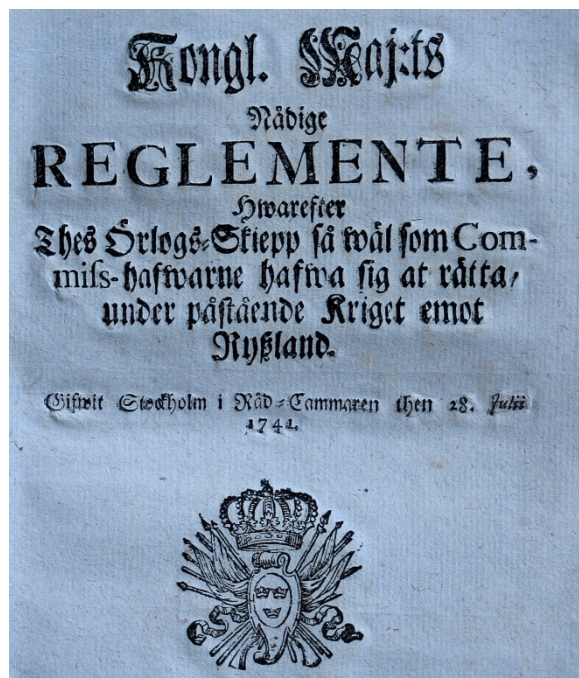 Kongl. Maj:ts
Nådige
REGLEMENTE,
Hwarefter
Thes Örlogs-Skiepp så wäl som Com-
miss-hafwarne hafwa sig at rätta/
under påstående Kriget emot
Ryßland.
Gifwit Stockholm i Råd-Cammaren then 28. Julii
1741.